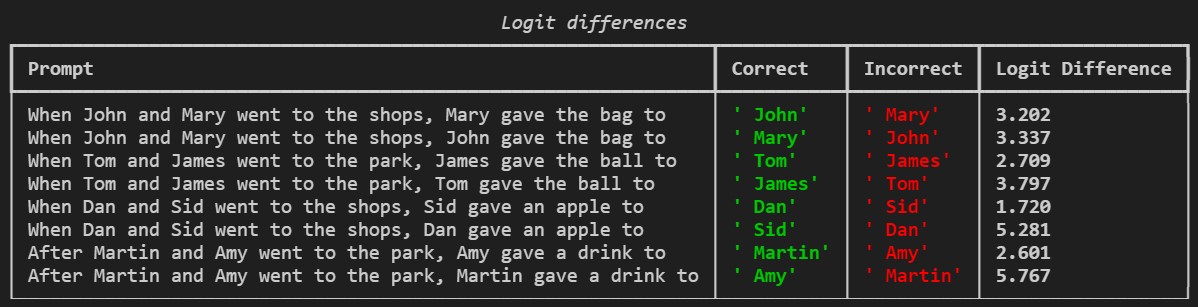 Logit differences
Prompt Correct Incorrect Logit Difference
When John and Mary went to the shops, Mary gave the bag to ' John' ' Mary' 3.202
When John and Mary went to the shops, John gave the bag to ' Mary' ' John' 3.337
When Tom and James went to the park, James gave the ball to ' Tom' ' James' 2.709
When Tom and James went to the park, Tom gave the ball to ' James' ' Tom' 3.797
When Dan and Sid went to the shops, Sid gave an apple to ' Dan' ' Sid' 1.720
When Dan and Sid went to the shops, Dan gave an apple to ' Sid' ' Dan' 5.281
After Martin and Amy went to the park, Amy gave a drink to ' Martin' ' Amy' 2.601
After Martin and Amy went to the park, Martin gave a drink to ' Amy' ' Martin' 5.767